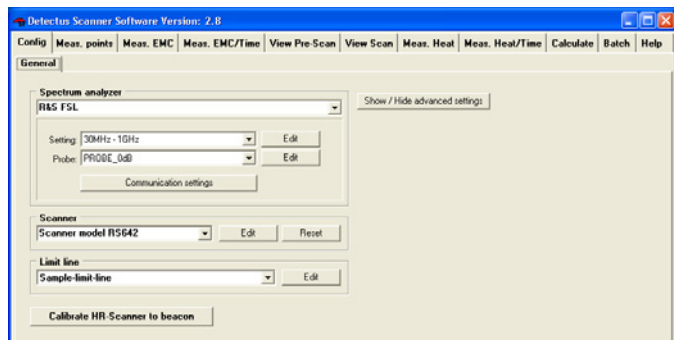 Detectus Scanner Software Version: 2.8
Config Meas. points Meas. EMC Meas. EMC/Time View Pre-Scan View Scan Meas. Heat Meas. Heat/Time Calculate Batch Help
General
Spectrum analyzer
R&S FSL
Show / Hide advanced settings
Setting: 30MHz - 1GHz Edit
Probe: PROBE_0dB Edit
Communication settings
Scanner
Scanner model RS642 Edit Reset
Limit line
Sample-limit-line Edit
Calibrate HR-Scanner to beacon